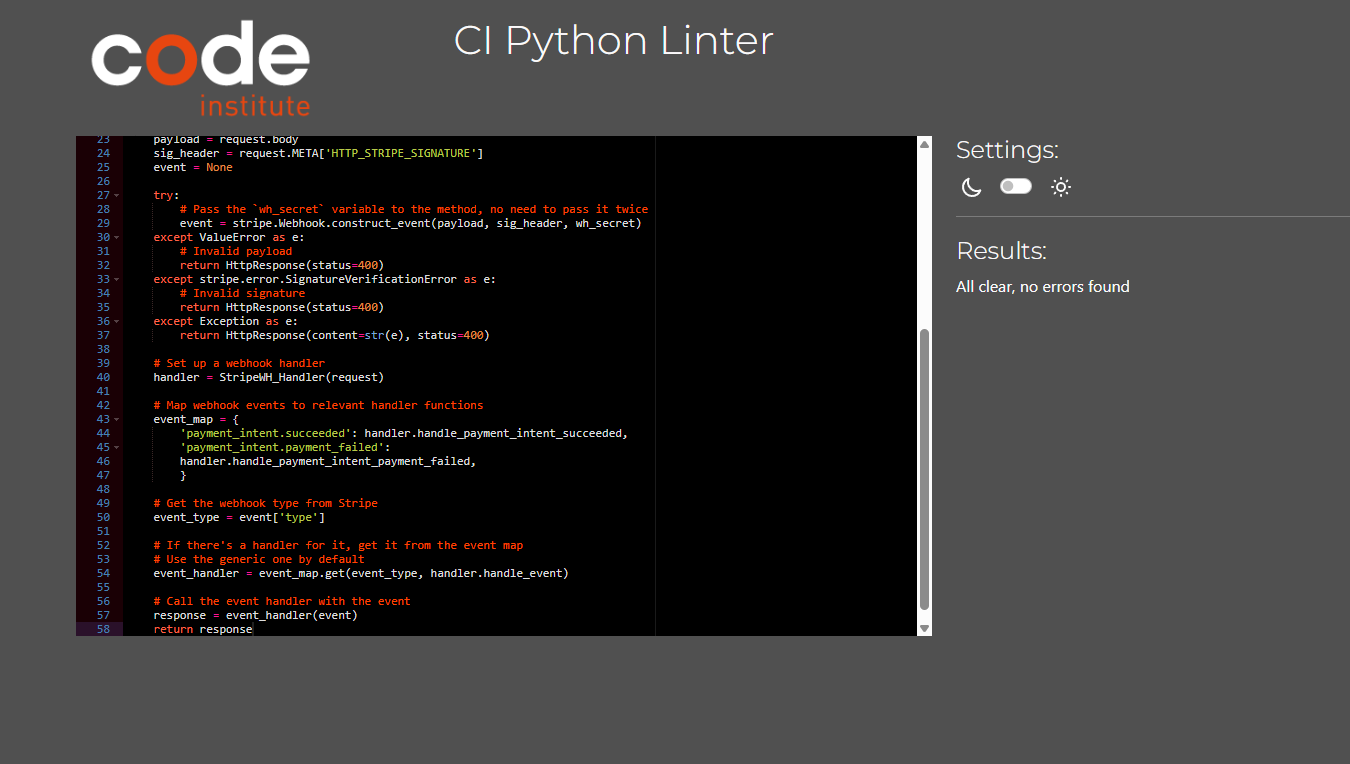 code
institute
CI Python Linter
23 payload = request.body
24 sig_header = request.META['HTTP_STRIPE_SIGNATURE']
25 event = None
26
27 try:
28 # Pass the `wh_secret` variable to the method, no need to pass it twice
29 event = stripe.Webhook.construct_event(payload, sig_header, wh_secret)
30 except ValueError as e:
31 # Invalid payload
32 return HttpResponse(status=400)
33 except stripe.error.SignatureVerificationError as e:
34 # Invalid signature
35 return HttpResponse(status=400)
36 except Exception as e:
37 return HttpResponse(content=str(e), status=400)
38
39 # Set up a webhook handler
40 handler = StripeWH_Handler(request)
41
42 # Map webhook events to relevant handler functions
43 event_map = {
44 'payment_intent.succeeded': handler.handle_payment_intent_succeeded,
45 'payment_intent.payment_failed':
46 handler.handle_payment_intent_payment_failed,
47 }
48
49 # Get the webhook type from Stripe
50 event_type = event['type']
51
52 # If there's a handler for it, get it from the event map
53 # Use the generic one by default
54 event_handler = event_map.get(event_type, handler.handle_event)
55
56 # Call the event handler with the event
57 response = event_handler(event)
58 return response
Settings:
Results:
All clear, no errors found